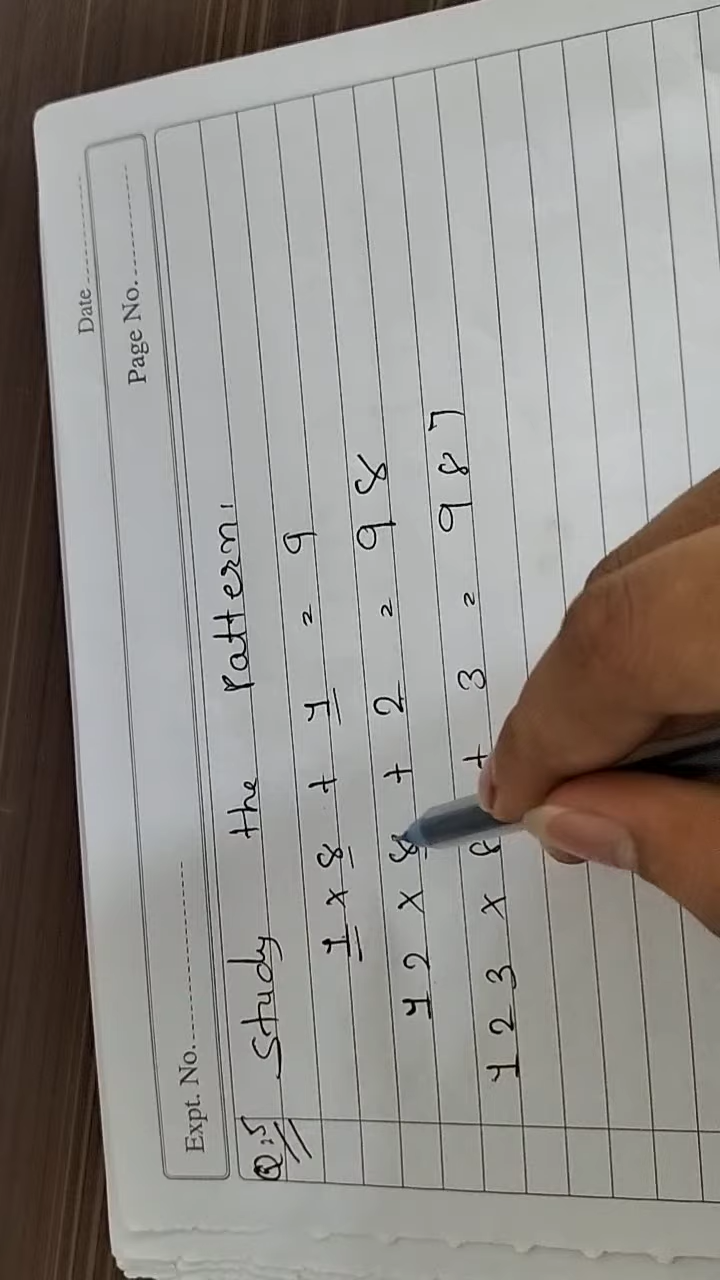 Date
Page No.
Expt. No.
Q:5 Study the Pattern.
1 x 8 + 1 = 9
12 x 8 + 2 = 98
123 x 8 + 3 = 987